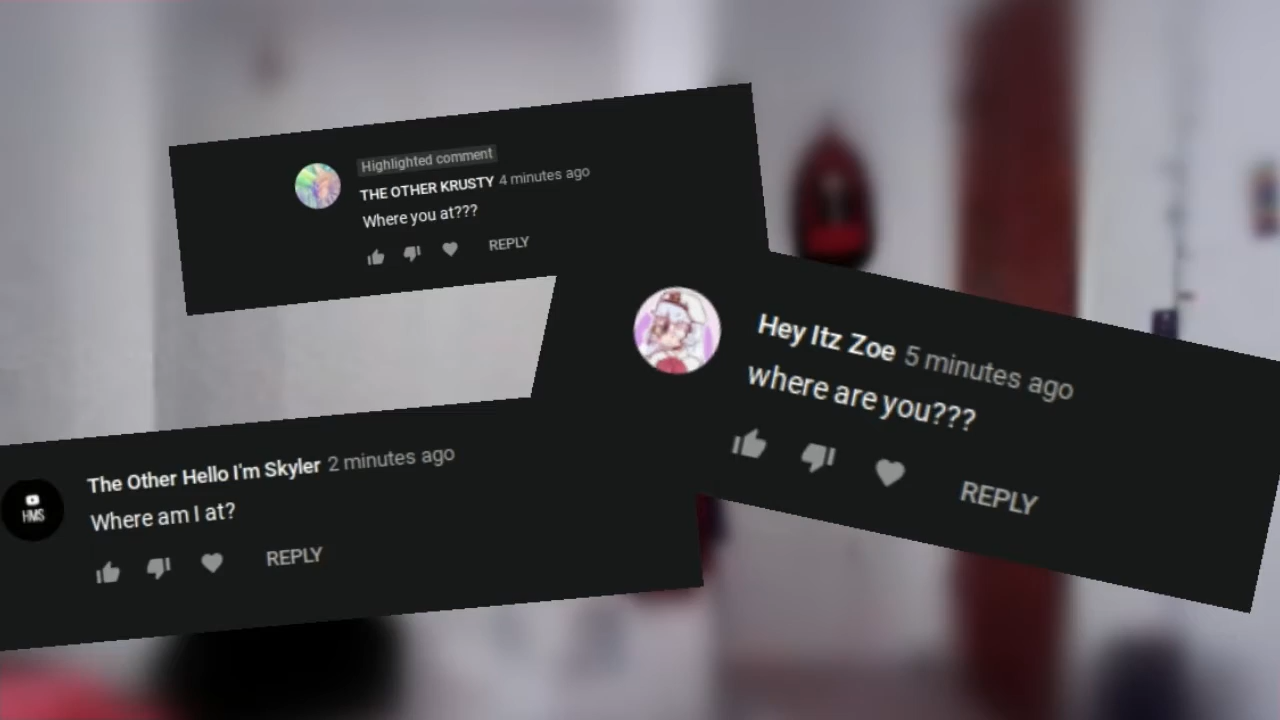 Highlighted comment
THE OTHER KRUSTY 4 minutes ago
Where you at???
REPLY
Hey Itz Zoe 5 minutes ago
where are you???
REPLY
The Other Hello I'm Skyler 2 minutes ago
HMS
Where am I at?
REPLY